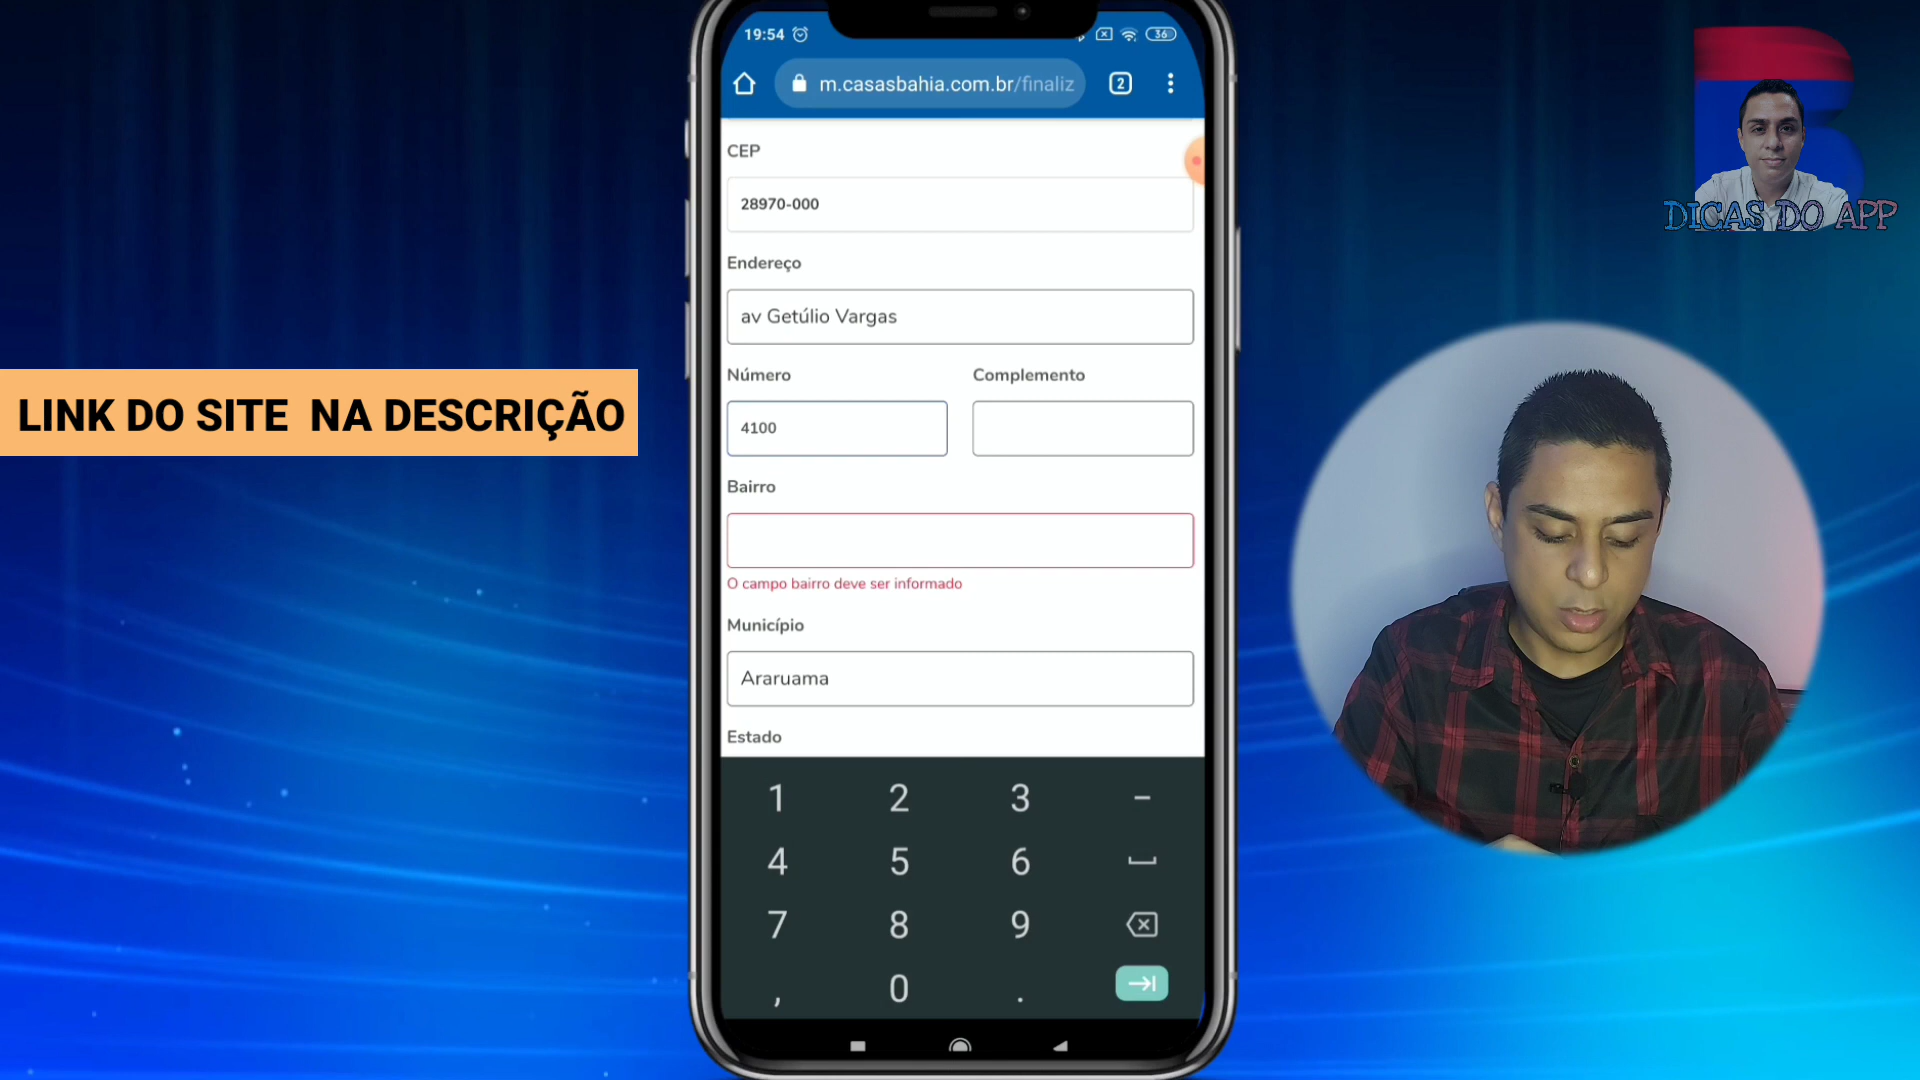 19:54
36
m.casasbahia.com.br/finaliz
2
CEP
28970-000
Endereço
av Getúlio Vargas
Número
Complemento
4100
Bairro
O campo bairro deve ser informado
Município
Araruama
Estado
1 2 3 -
4 5 6
7 8 9
, 0 .
LINK DO SITE NA DESCRIÇÃO
B
DICAS DO APP